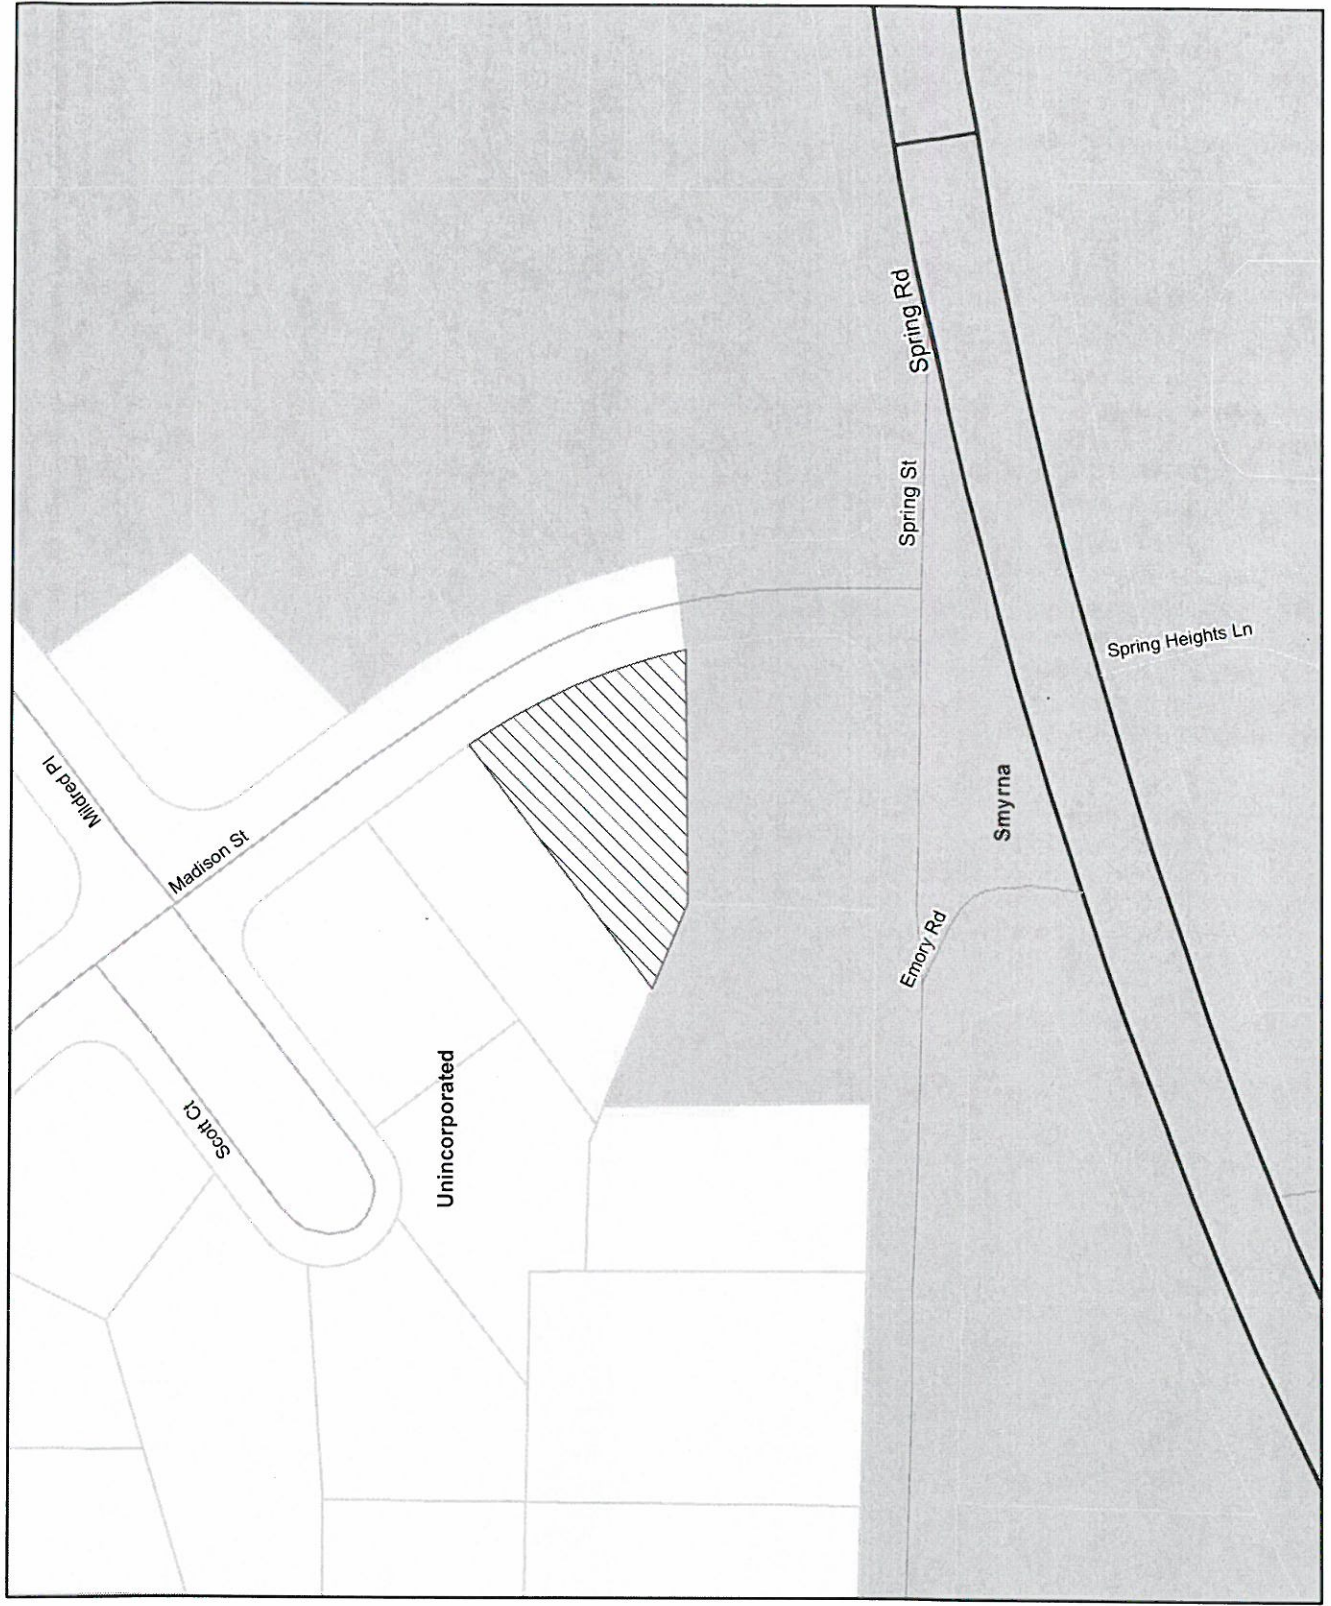 Mildred Pl
Madison St
Scott Ct
Unincorporated
Spring Rd
Spring St
Smyrna
Emory Rd
Spring Heights Ln